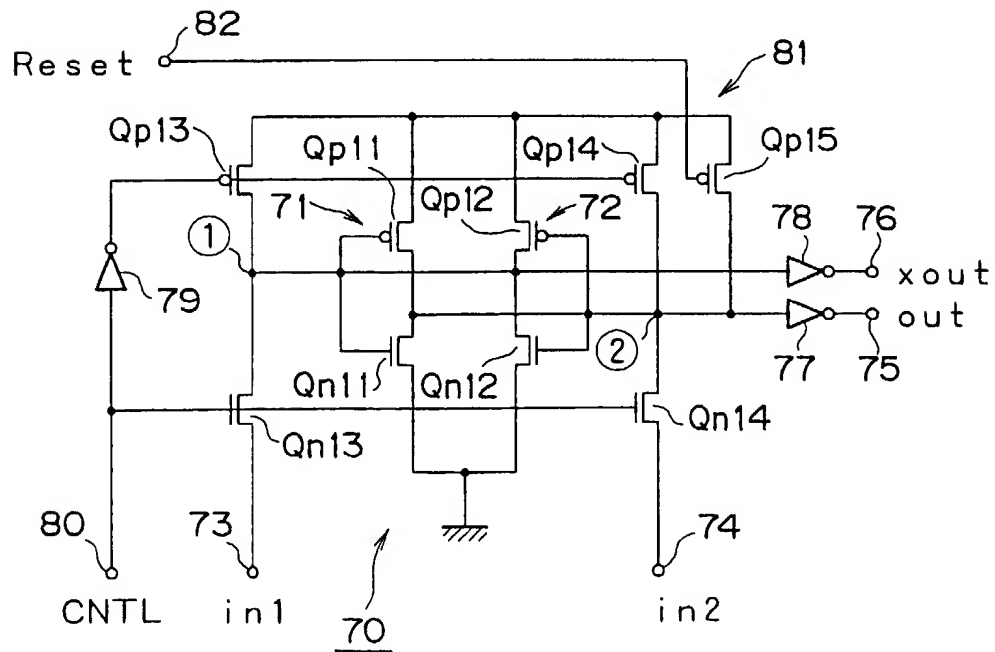 82
Reset
81
Qp13
Qp11
Qp14
Qp15
Qp12
71
72
78
76
①
xout
79
out
②
77
75
Qn11
Qn12
Qn13
Qn14
80
73
74
CNTL
in1
in2
70